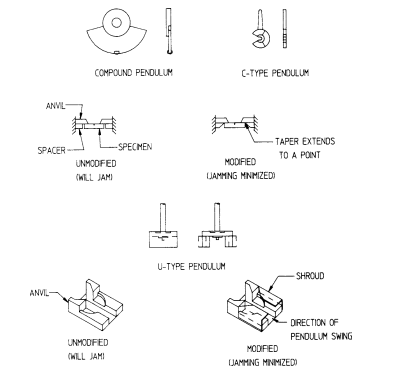 COMPOUND PENDULUM
C-TYPE PENDULUM
ANVIL
SPACER
SPECIMEN
UNMODIFIED
(WILL JAM)
TAPER EXTENDS
TO A POINT
MODIFIED
(JAMMING MINIMIZED)
U-TYPE PENDULUM
ANVIL
UNMODIFIED
(WILL JAM)
SHROUD
DIRECTION OF
PENDULUM SWING
MODIFIED
(JAMMING MINIMIZED)